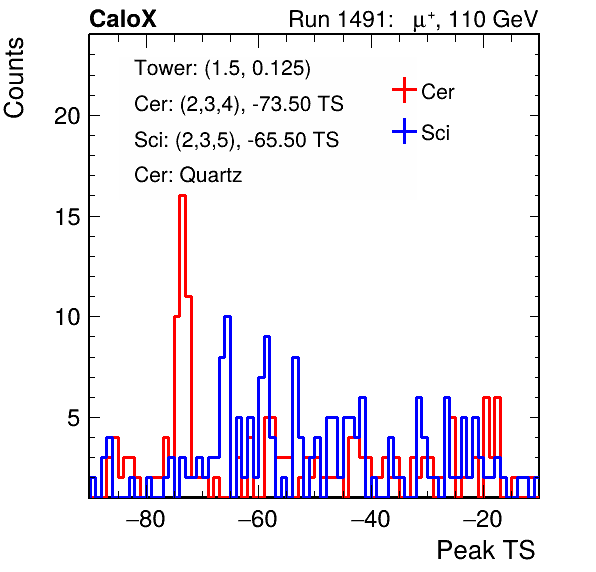 CaloX
Run 1491: μ⁺, 110 GeV
Counts
Tower: (1.5, 0.125)
Cer: (2,3,4), -73.50 TS
Sci: (2,3,5), -65.50 TS
Cer: Quartz
Cer
Sci
20
15
10
5
−80 −60 −40 −20
Peak TS